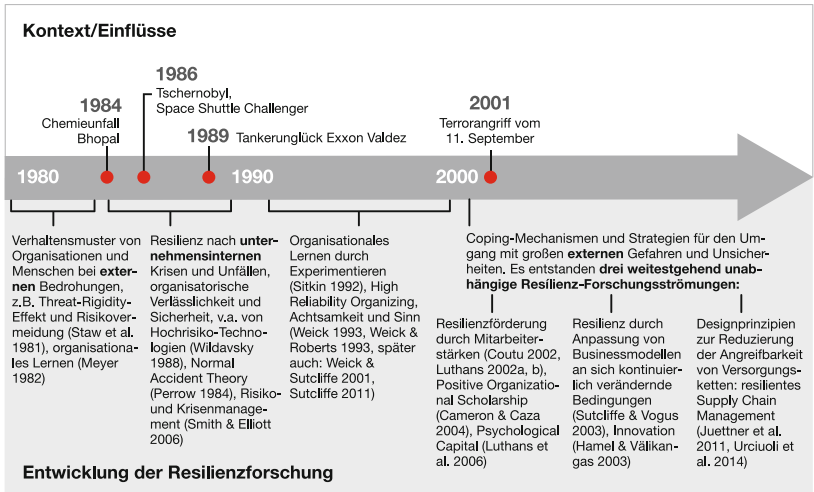 Kontext/Einflüsse
1986
Tschernobyl,
Space Shuttle Challenger
1984
Chemieunfall
Bhopal
1989 Tankerunglück Exxon Valdez
2001
Terrorangriff vom
11. September
1980
1990
2000
Verhaltensmuster von
Organisationen und
Menschen bei exter-
nen Bedrohungen,
z.B. Threat-Rigidity-
Effekt und Risikover-
meidung (Staw et al.
1981), organisationa-
les Lernen (Meyer
1982)
Resilienz nach unter-
nehmensinternen
Krisen und Unfällen,
organisatorische
Verlässlichkeit und
Sicherheit, v.a. von
Hochrisiko-Techno-
logien (Wildavsky
1988), Normal
Accident Theory
(Perrow 1984), Risiko-
und Krisenmanage-
ment (Smith & Elliott
2006)
Organisationales
Lernen durch
Experimentieren
(Sitkin 1992), High
Reliability Organizing,
Achtsamkeit und Sinn
(Weick 1993, Weick &
Roberts 1993, später
auch: Weick &
Sutcliffe 2001,
Sutcliffe 2011)
Coping-Mechanismen und Strategien für den Um-
gang mit großen externen Gefahren und Unsicher-
heiten. Es entstanden drei weitestgehend unab-
hängige Resilienz-Forschungsströmungen:
Resilienzförderung
durch Mitarbeiter-
stärken (Coutu 2002,
Luthans 2002a, b),
Positive Organizatio-
nal Scholarship
(Cameron & Caza
2004), Psychological
Capital (Luthans et
al. 2006)
Resilienz durch
Anpassung von
Businessmodellen
an sich kontinuier-
lich verändernde
Bedingungen
(Sutcliffe & Vogus
2003), Innovation
(Hamel & Välikan-
gas 2003)
Designprinzipien
zur Reduzierung
der Angreifbarkeit
von Versorgungs-
ketten: resilientes
Supply Chain
Management
(Juettner et al.
2011, Urciuoli et
al. 2014)
Entwicklung der Resilienzforschung